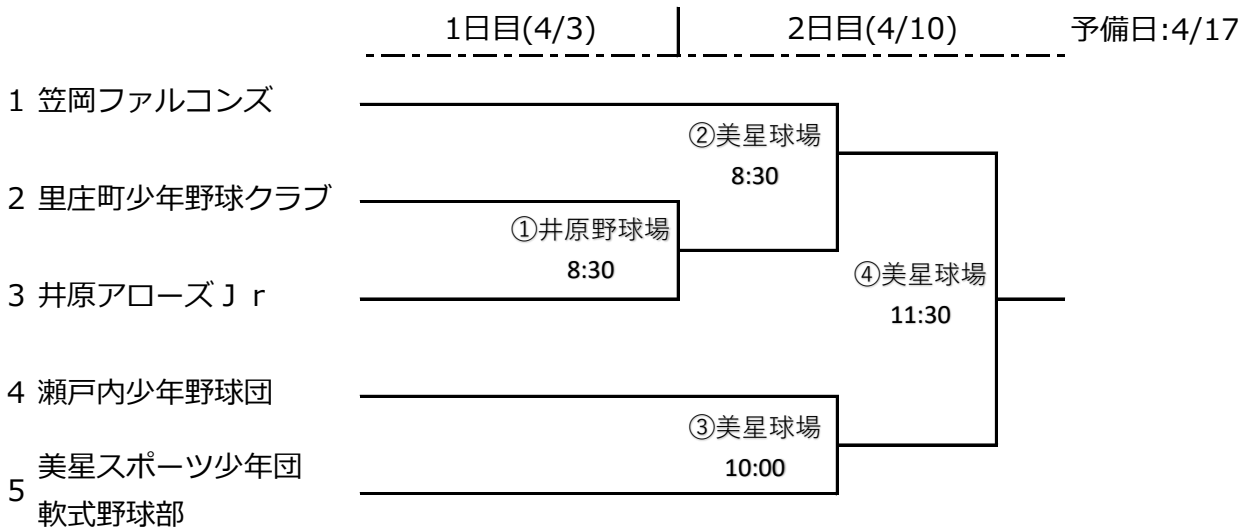 1日目(4/3) 2日目(4/10) 予備日:4/17
1 笠岡ファルコンズ
②美星球場
8:30
2 里庄町少年野球クラブ
①井原野球場
8:30
3 井原アローズＪｒ
④美星球場
11:30
4 瀬戸内少年野球団
③美星球場
10:00
5 美星スポーツ少年団
軟式野球部